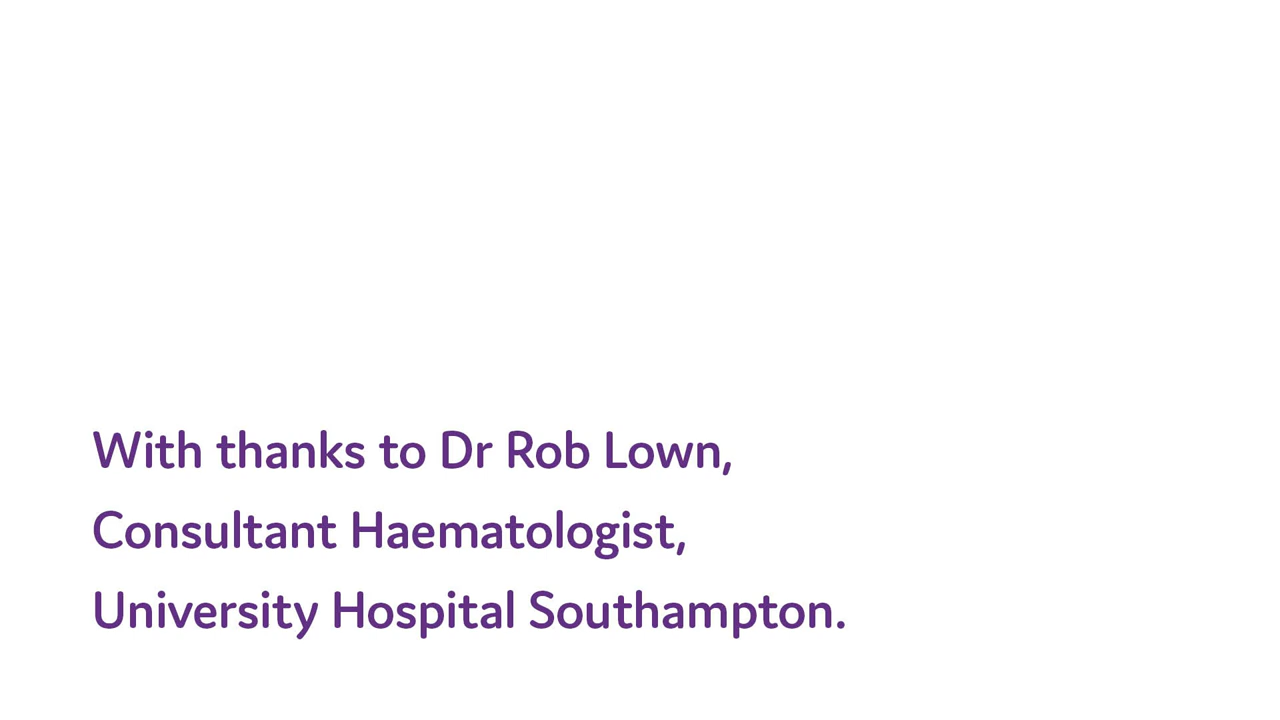 With thanks to Dr Rob Lown,
Consultant Haematologist,
University Hospital Southampton.